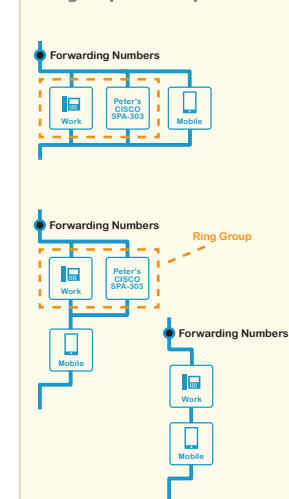 Forwarding Numbers
Work
Peter's
CISCO
SPA-303
Mobile
Forwarding Numbers
Ring Group
Work
Peter's
CISCO
SPA-303
Mobile
Forwarding Numbers
Work
Mobile